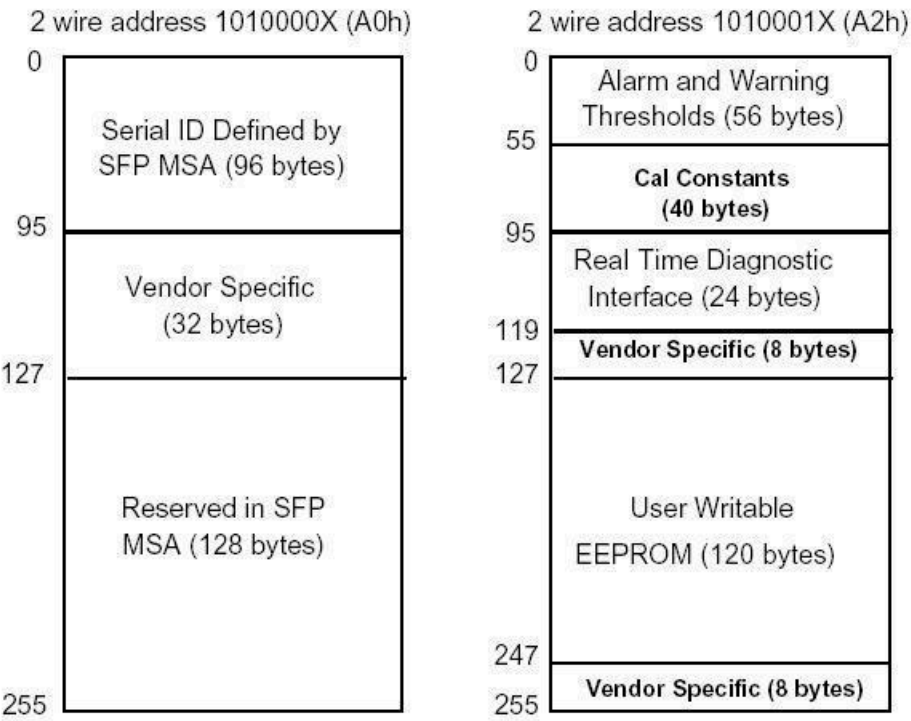 2 wire address 1010000X (A0h)
0
Serial ID Defined by
SFP MSA (96 bytes)
95
Vendor Specific
(32 bytes)
127
Reserved in SFP
MSA (128 bytes)
255
2 wire address 1010001X (A2h)
0
Alarm and Warning
Thresholds (56 bytes)
55
Cal Constants
(40 bytes)
95
Real Time Diagnostic
Interface (24 bytes)
119
Vendor Specific (8 bytes)
127
User Writable
EEPROM (120 bytes)
247
Vendor Specific (8 bytes)
255